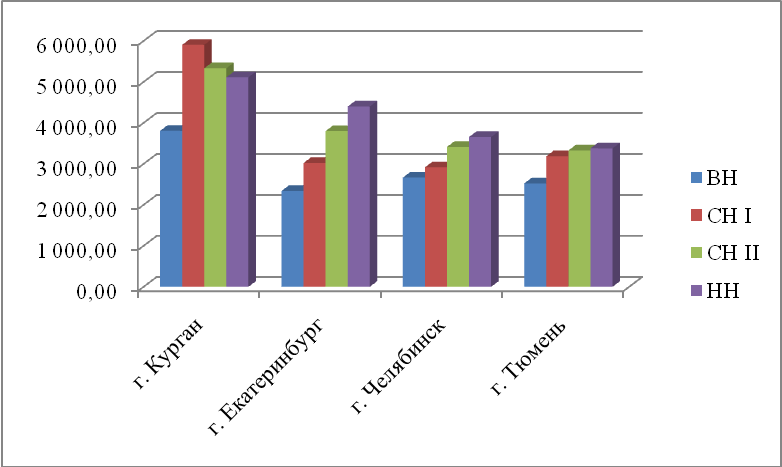 6 000,00
5 000,00
4 000,00
3 000,00
2 000,00
1 000,00
0,00
г. Курган
г. Екатеринбург
г. Челябинск
г. Тюмень
ВН
СН I
СН II
НН